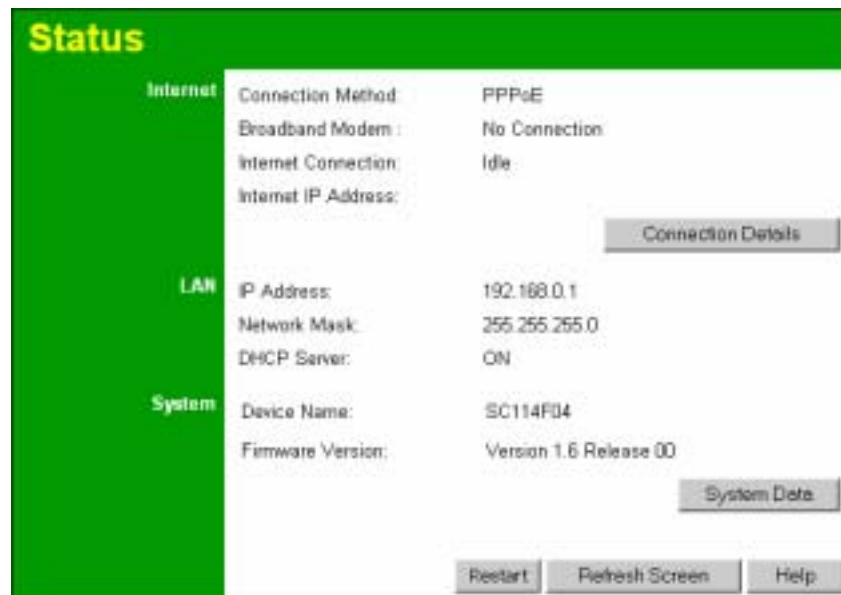 Status
Internet
Connection Method: PPPoE
Broadband Modem : No Connection
Internet Connection: Idle
Internet IP Address:
Connection Details
LAN
IP Address: 192.168.0.1
Network Mask: 255.255.255.0
DHCP Server: ON
System
Device Name: SC114F04
Firmware Version: Version 1.6 Release 00
System Data
Restart Refresh Screen Help